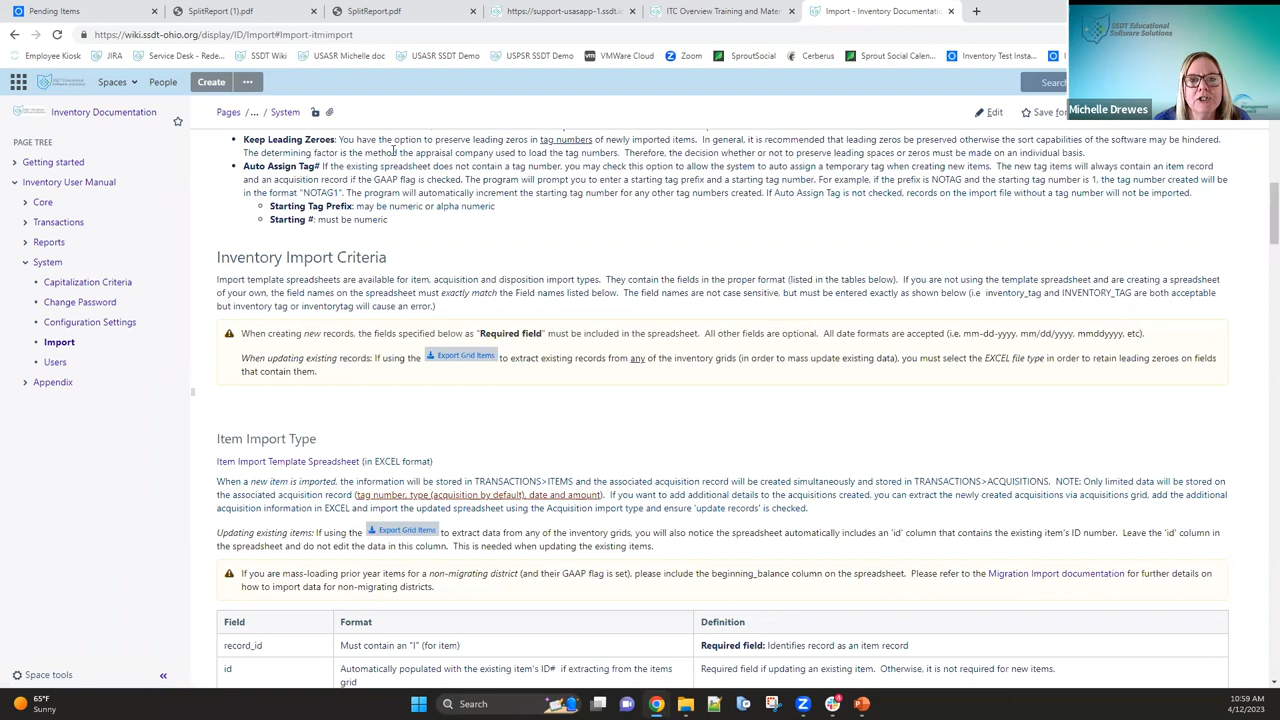 Pending Items
SplitReport (1).pdf
SplitReport.pdf
https://support-usasapp-1.ssdt.
ITC Overview Training and Mater
Import - Inventory Documentatio
https://wiki.ssdt-ohio.org/display/ID/Import#Import-itmimport
Employee Kiosk
JIRA
Service Desk - Rede...
SSDT Wiki
USASR Michelle doc
USASR SSDT Demo
USPSR SSDT Demo
VMWare Cloud
Zoom
SproutSocial
Cerberus
Sprout Social Calen...
Inventory Test Insta...
SSDT Educational
Software Solutions
Michelle Drewes
Spaces
People
Create
Search
Inventory Documentation
Pages / ... / System
Edit
Save for
PAGE TREE
Getting started
Inventory User Manual
Core
Transactions
Reports
System
Capitalization Criteria
Change Password
Configuration Settings
Import
Users
Appendix
Space tools
Keep Leading Zeroes: You have the option to preserve leading zeros in tag numbers of newly imported items. In general, it is recommended that leading zeros be preserved otherwise the sort capabilities of the software may be hindered.
The determining factor is the method the appraisal company used to load the tag numbers. Therefore, the decision whether or not to preserve leading spaces or zeros must be made on an individual basis.
Auto Assign Tag# If the existing spreadsheet does not contain a tag number, you may check this option to allow the system to auto assign a temporary tag when creating new items. The new tag items will always contain an item record
and an acquisition record if the GAAP flag is checked. The program will prompt you to enter a starting tag prefix and a starting tag number. For example, if the prefix is NOTAG and the starting tag number is 1, the tag number created will be
in the format "NOTAG1". The program will automatically increment the starting tag number for any other tag numbers created. If Auto Assign Tag is not checked, records on the import file without a tag number will not be imported.
Starting Tag Prefix: may be numeric or alpha numeric
Starting #: must be numeric
Inventory Import Criteria
Import template spreadsheets are available for item, acquisition and disposition import types. They contain the fields in the proper format (listed in the tables below). If you are not using the template spreadsheet and are creating a spreadsheet
of your own, the field names on the spreadsheet must exactly match the Field names listed below. The field names are not case sensitive, but must be entered exactly as shown below (i.e inventory_tag and INVENTORY_TAG are both acceptable
but inventory tag or inventorytag will cause an error.)
When creating new records, the fields specified below as "Required field" must be included in the spreadsheet. All other fields are optional. All date formats are accepted (i.e. mm-dd-yyyy, mm/dd/yyyy, mmddyyyy, etc).
When updating existing records: If using the Export Grid Items to extract existing records from any of the inventory grids (in order to mass update existing data), you must select the EXCEL file type in order to retain leading zeroes on fields
that contain them.
Item Import Type
Item Import Template Spreadsheet (in EXCEL format)
When a new item is imported, the information will be stored in TRANSACTIONS>ITEMS and the associated acquisition record will be created simultaneously and stored in TRANSACTIONS>ACQUISITIONS. NOTE: Only limited data will be stored on
the associated acquisition record (tag number, type (acquisition by default), date and amount). If you want to add additional details to the acquisitions created, you can extract the newly created acquisitions via acquisitions grid, add the additional
acquisition information in EXCEL and import the updated spreadsheet using the Acquisition import type and ensure 'update records' is checked.
Updating existing items: If using the Export Grid Items to extract data from any of the inventory grids, you will also notice the spreadsheet automatically includes an 'id' column that contains the existing item's ID number. Leave the 'id' column in
the spreadsheet and do not edit the data in this column. This is needed when updating the existing items.
If you are mass-loading prior year items for a non-migrating district (and their GAAP flag is set), please include the beginning_balance column on the spreadsheet. Please refer to the Migration Import documentation for further details on
how to import data for non-migrating districts.
Field Format Definition
record_id Must contain an "I" (for item) Required field: Identifies record as an item record
id Automatically populated with the existing item's ID# if extracting from the items Required field if updating an existing item. Otherwise, it is not required for new items.
grid
65°F
Sunny
Search
10:59 AM
4/12/2023